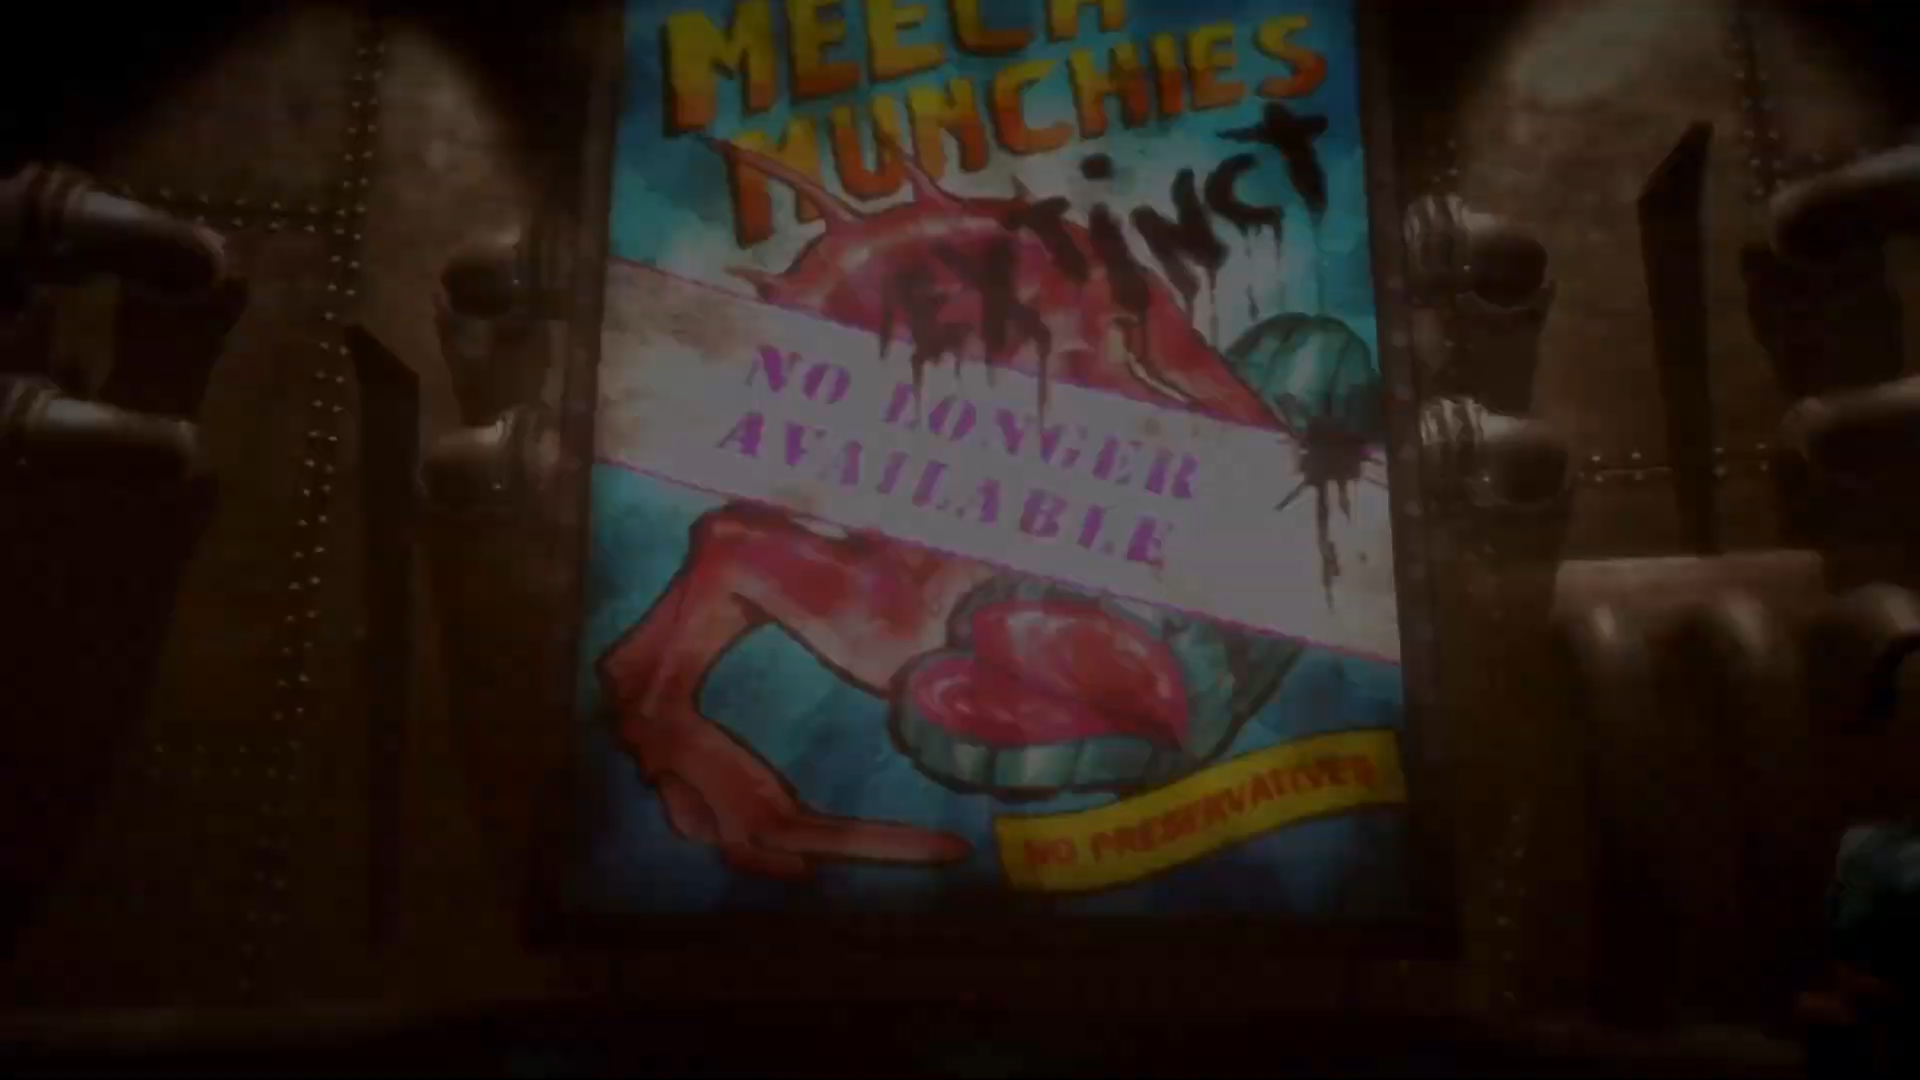 MEECH
MUNCHIES
EXTINCT
NO LONGER
AVAILABLE
NO PRESERVATIVES